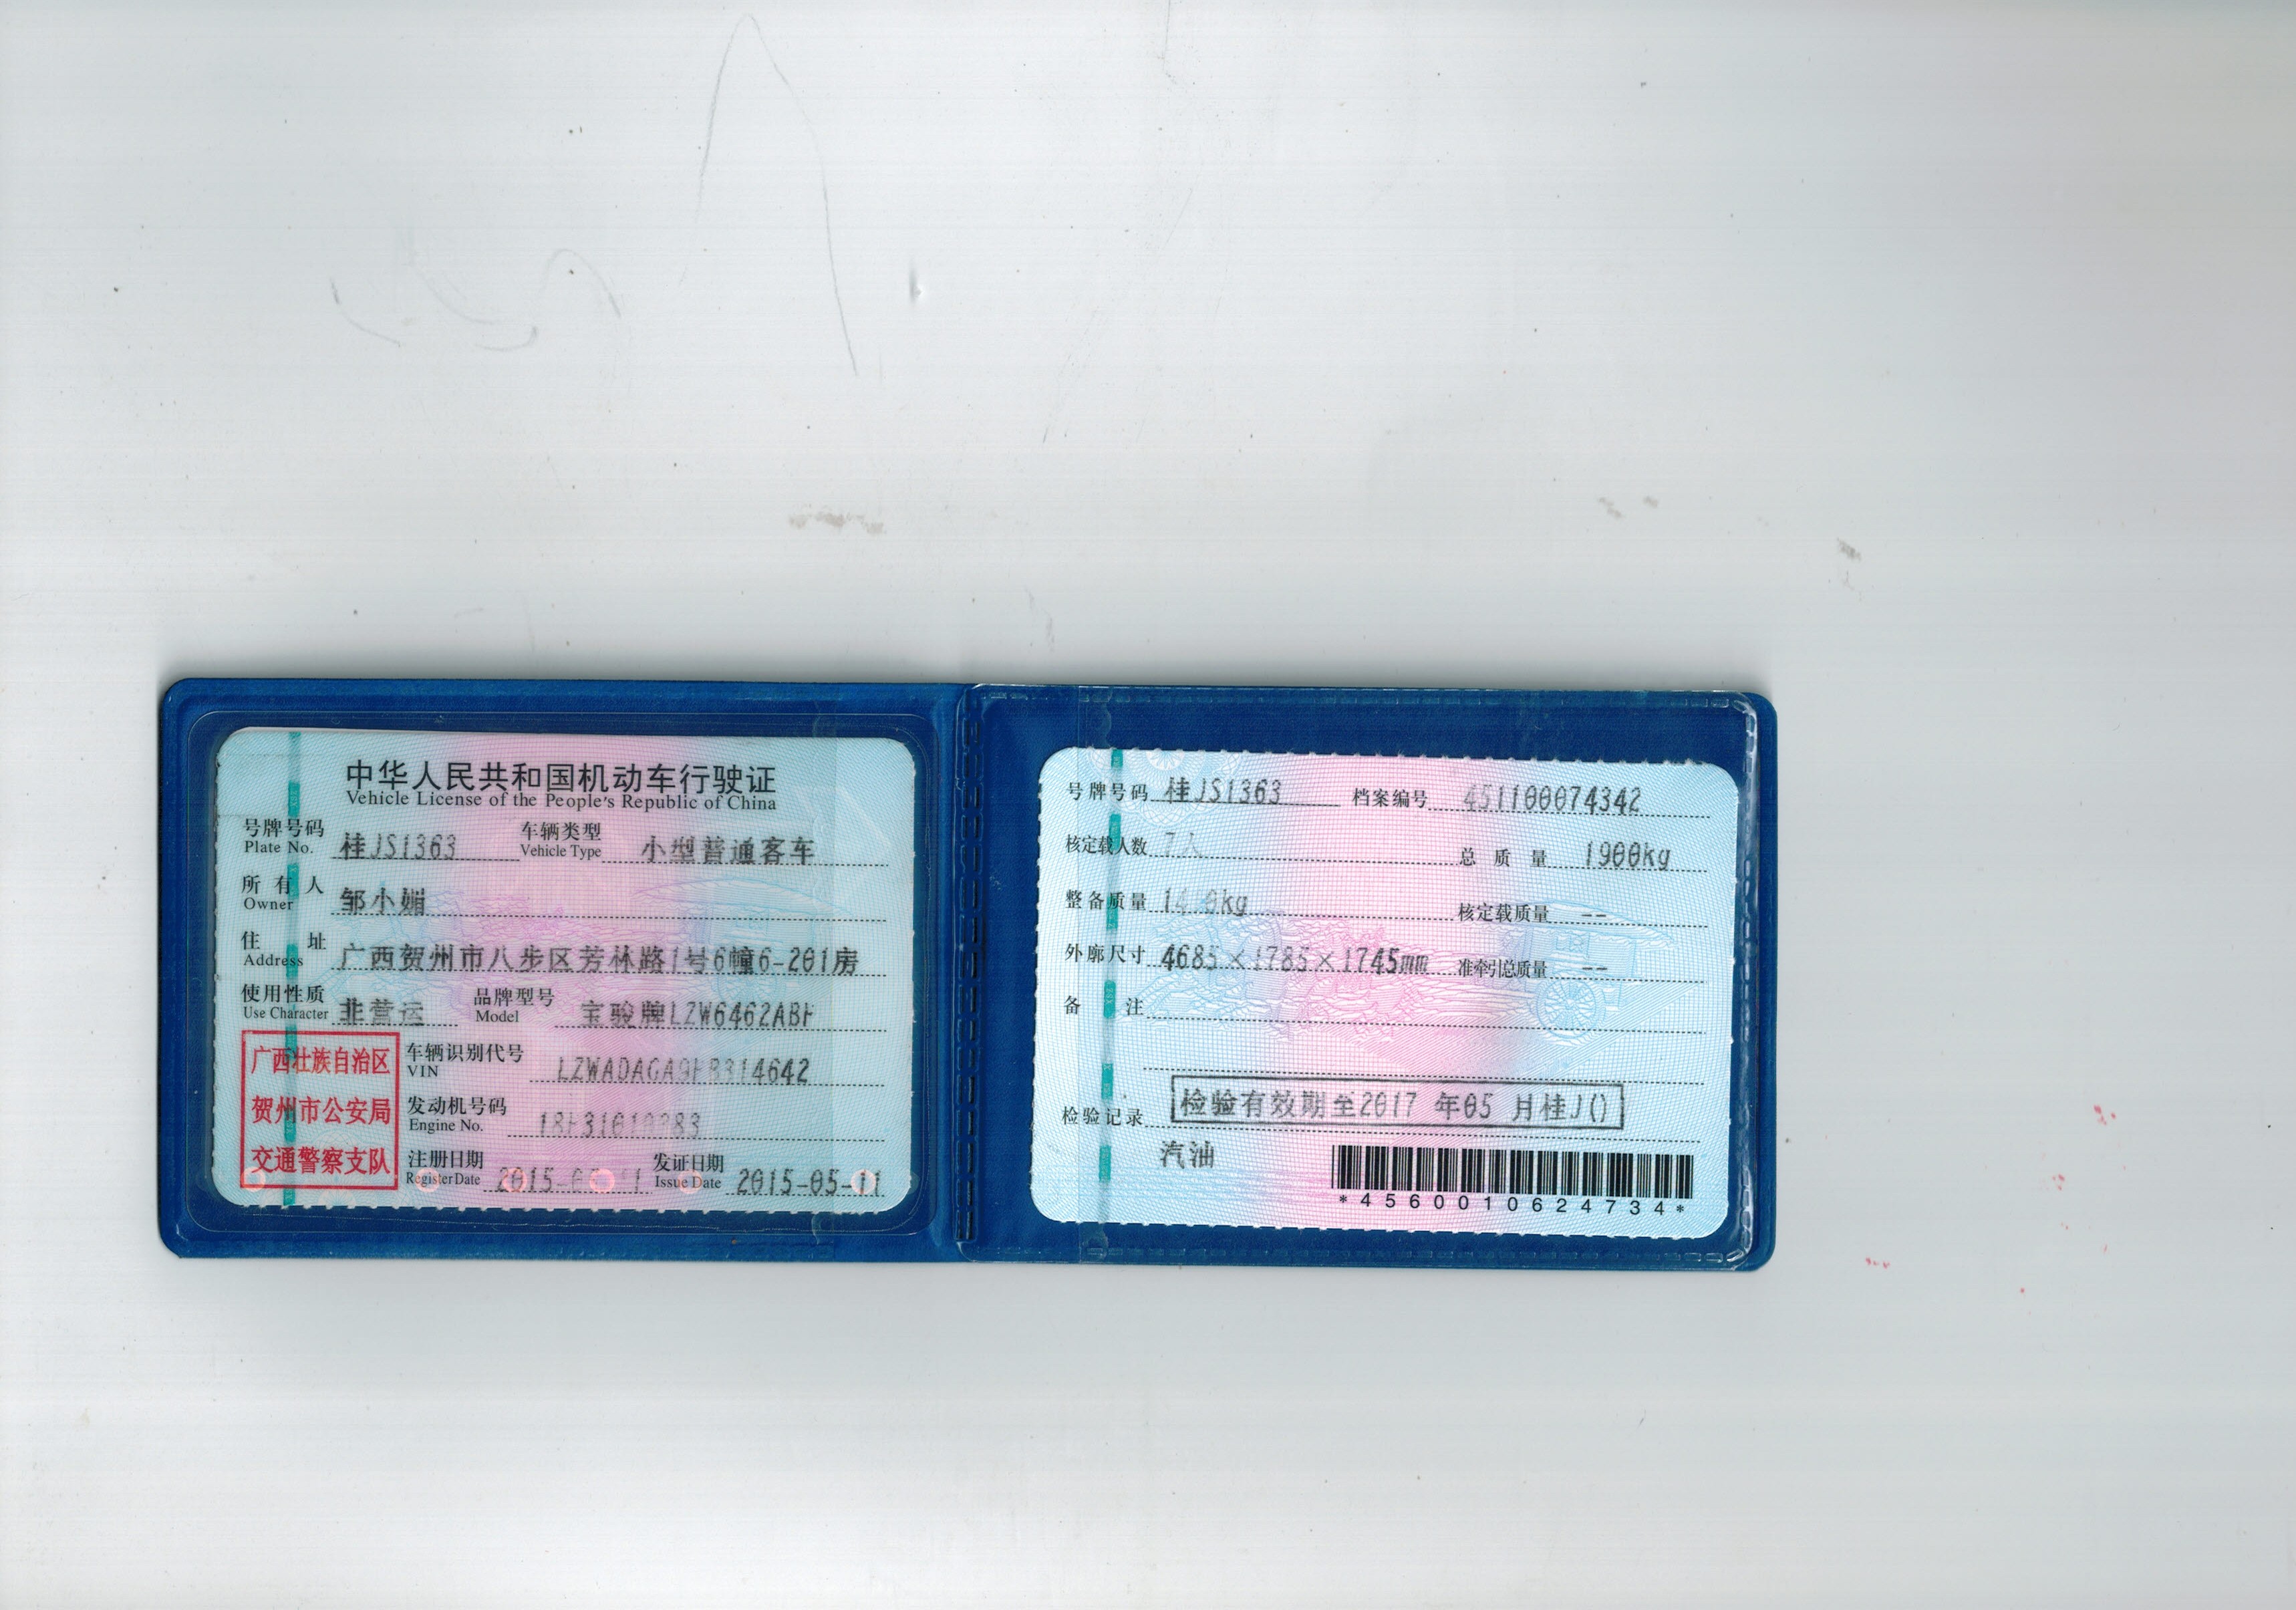 中华人民共和国机动车行驶证
Vehicle License of the People's Republic of China
号牌号码 桂JS1363 车辆类型 小型普通客车
Plate No. Vehicle Type
所有人 邹小媚
Owner
住址 广西贺州市八步区芳林路1号6幢6-201房
Address
使用性质 非营运 品牌型号 宝骏牌LZW6462ABF
Use Character Model
广西壮族自治区
贺州市公安局
交通警察支队
车辆识别代号
VIN
发动机号码
Engine No.
注册日期 发证日期 2015-05-11
Register Date Issue Date
号牌号码 桂JS1363 档案编号 451100074342
核定载人数 7人 总质量 1900kg
整备质量 核定载质量 --
外廓尺寸 4685×1785×1745mm 准牵引总质量 --
备注
检验记录 检验有效期至2017 年05 月桂J()
汽油
*4560010624734*